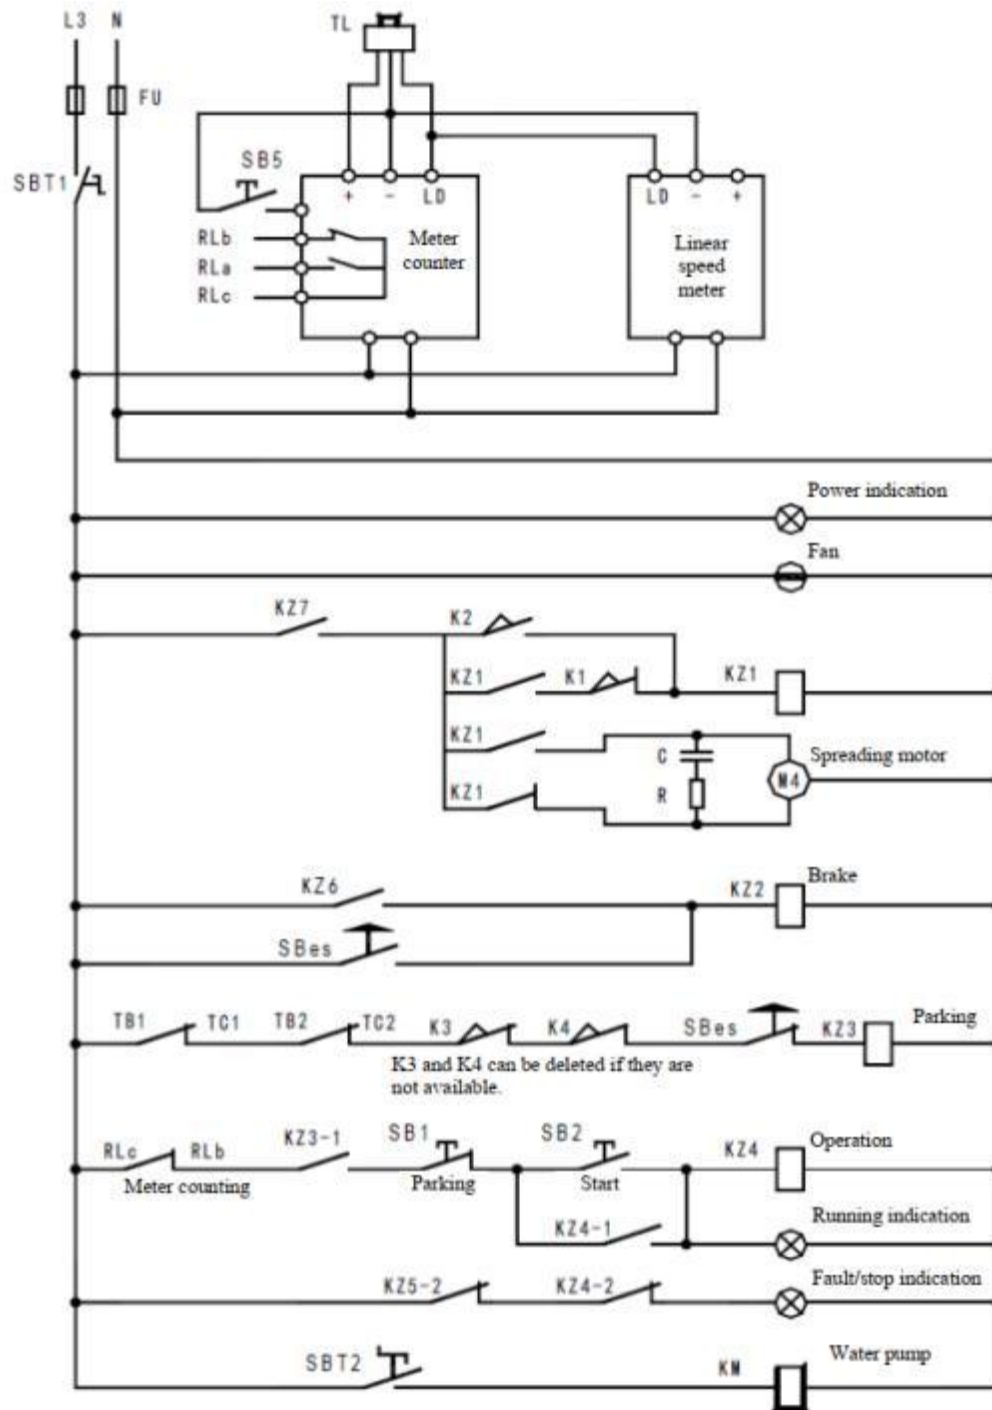 L3 N TL
FU
SB5
SBT1
+ - LD LD - +
RLb
RLa
RLc
Meter
counter
Linear
speed
meter
Power indication
Fan
KZ7 K2
KZ1 K1 KZ1
KZ1 C Spreading motor
M4
KZ1 R
KZ6 KZ2 Brake
SBes
TB1 TC1 TB2 TC2 K3 K4 SBes KZ3 Parking
K3 and K4 can be deleted if they are
not available.
RLc RLb KZ3-1 SB1 SB2 KZ4 Operation
Meter counting Parking Start
KZ4-1 Running indication
KZ5-2 KZ4-2 Fault/stop indication
SBT2 KM Water pump